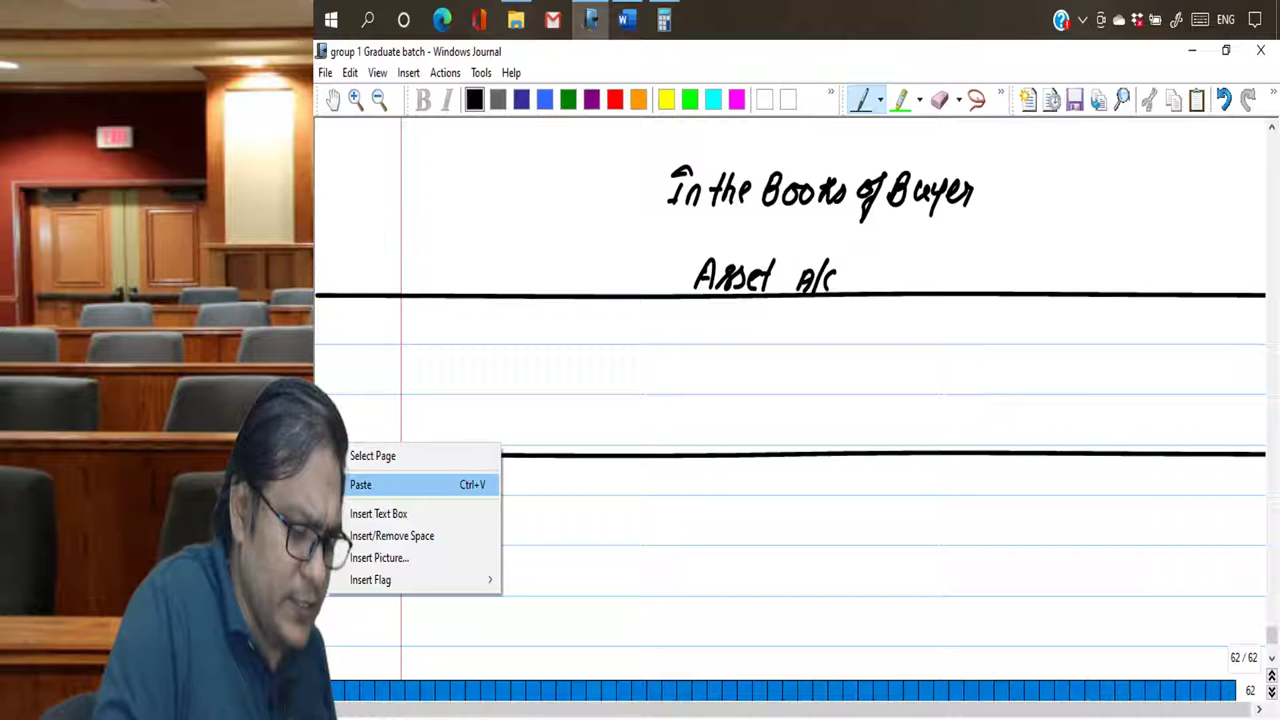 ENG
group 1 Graduate batch - Windows Journal
File Edit View Insert Actions Tools Help
B I
In the Books of Buyer
Asset A/c
Select Page
Paste Ctrl+V
Insert Text Box
Insert/Remove Space
Insert Picture...
Insert Flag
62 / 62
62